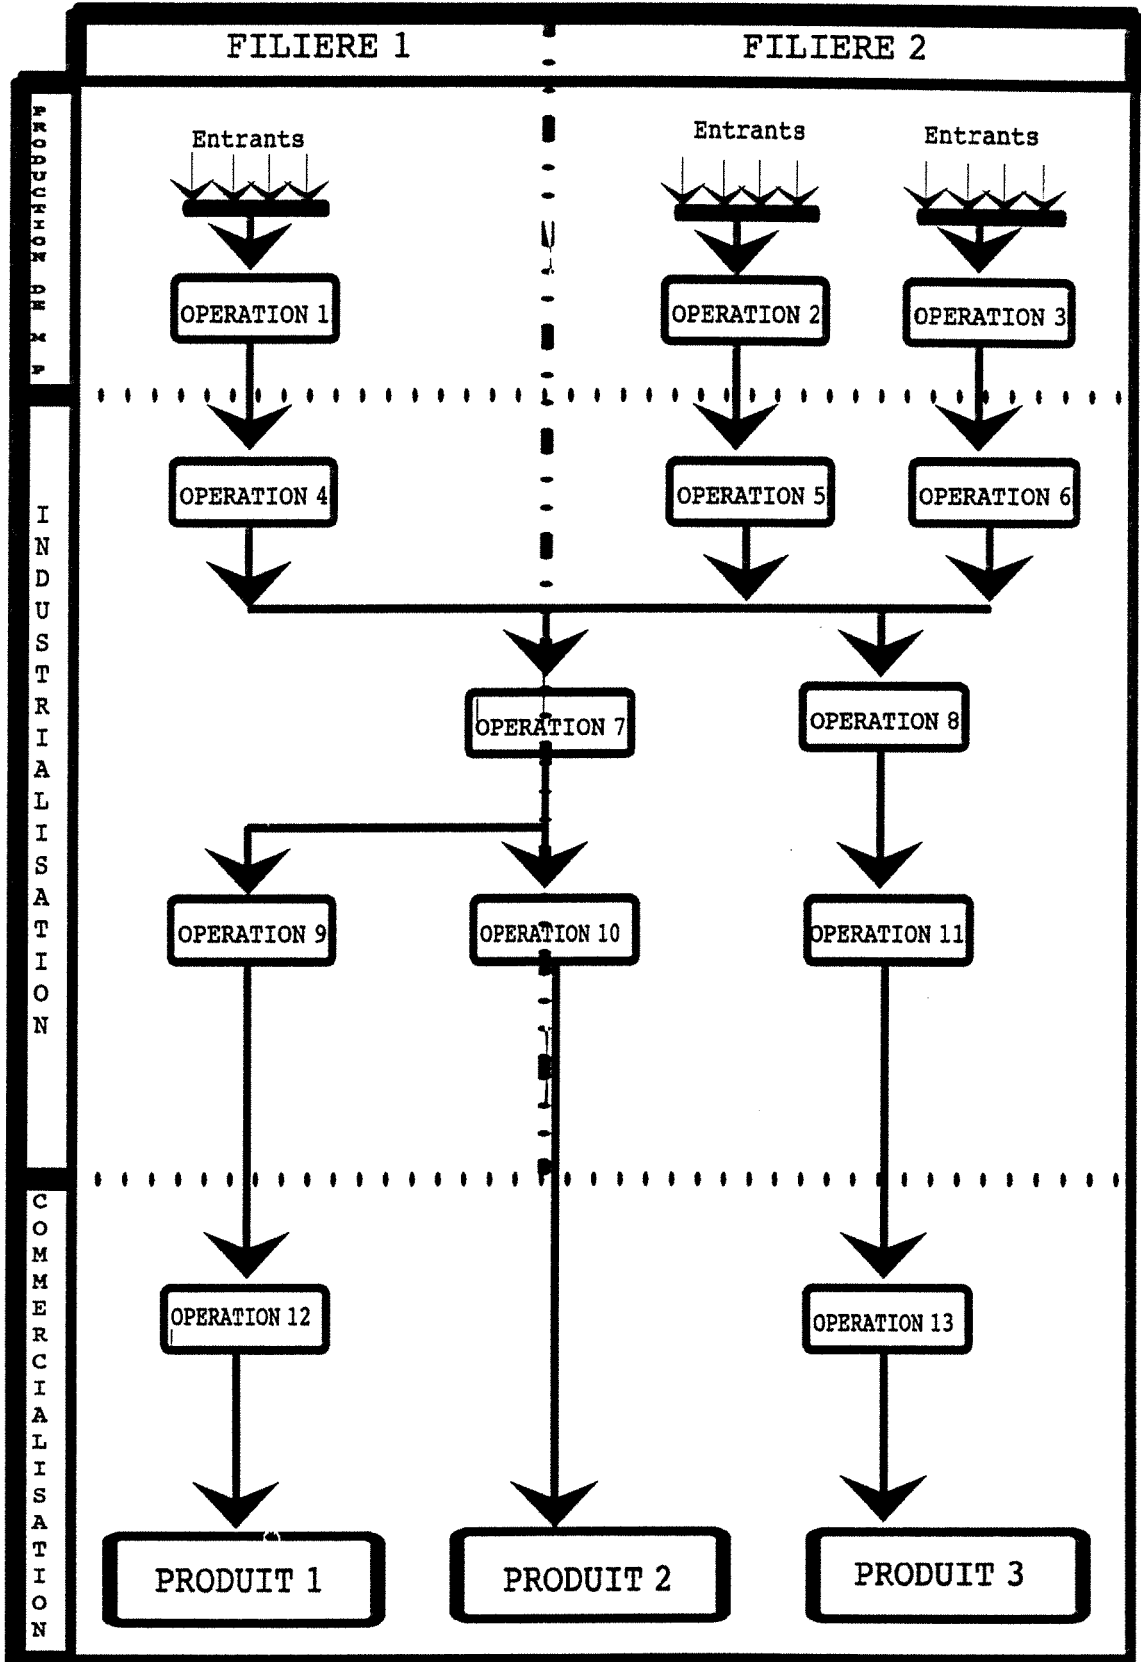 FILIERE 1
FILIERE 2
PRODUCTION DE M P
Entrants
Entrants
Entrants
OPERATION 1
OPERATION 2
OPERATION 3
INDUSTRIALISATION
OPERATION 4
OPERATION 5
OPERATION 6
OPERATION 7
OPERATION 8
OPERATION 9
OPERATION 10
OPERATION 11
COMMERCIALISATION
OPERATION 12
OPERATION 13
PRODUIT 1
PRODUIT 2
PRODUIT 3